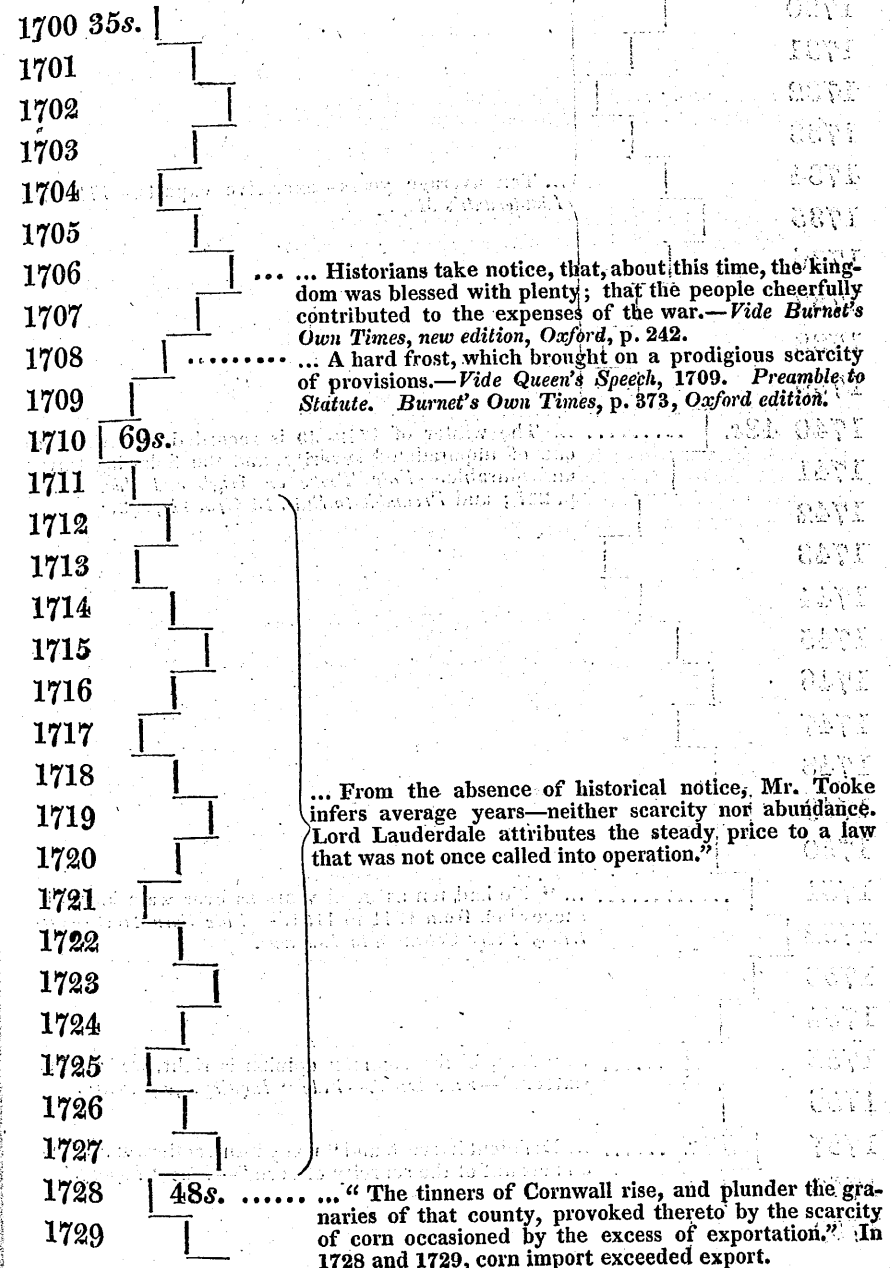 1700 35s.
1701
1702
1703
1704
1705
1706 ... ... Historians take notice, that, about this time, the king-
dom was blessed with plenty; that the people cheerfully
1707
contributed to the expenses of the war.—Vide Burnet's
Own Times, new edition, Oxford, p. 242.
1708 ......... ... A hard frost, which brought on a prodigious scarcity
of provisions.—Vide Queen's Speech, 1709. Preamble to
1709
Statute. Burnet's Own Times, p. 373, Oxford edition.
1710 69s.
1711
1712
1713
1714
1715
1716
1717
1718
... From the absence of historical notice, Mr. Tooke
1719
infers average years—neither scarcity nor abundance.
Lord Lauderdale attributes the steady price to a law
1720
that was not once called into operation."
1721
1722
1723
1724
1725
1726
1727
1728 48s. ...... ... "The tinners of Cornwall rise, and plunder the gra-
naries of that county, provoked thereto by the scarcity
1729
of corn occasioned by the excess of exportation." In
1728 and 1729, corn import exceeded export.